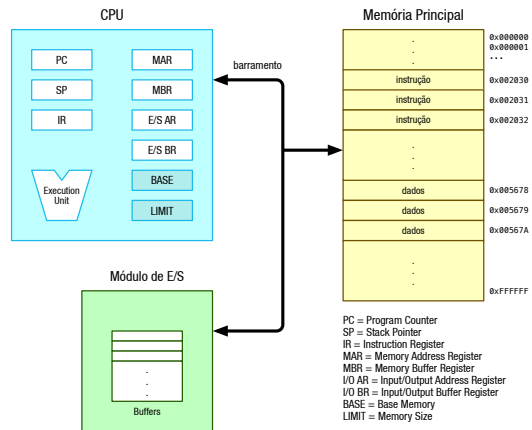 CPU
PC
SP
IR
Execution
Unit
MAR
MBR
E/S AR
E/S BR
BASE
LIMIT
barramento
Memória Principal
.
.
.
instrução
instrução
instrução
.
.
.
dados
dados
dados
.
.
.
0x000000
0x000001
...
0x002030
0x002031
0x002032
0x005678
0x005679
0x00567A
0xFFFFFF
Módulo de E/S
.
.
.
Buffers
PC = Program Counter
SP = Stack Pointer
IR = Instruction Register
MAR = Memory Address Register
MBR = Memory Buffer Register
I/O AR = Input/Output Address Register
I/O BR = Input/Output Buffer Register
BASE = Base Memory
LIMIT = Memory Size